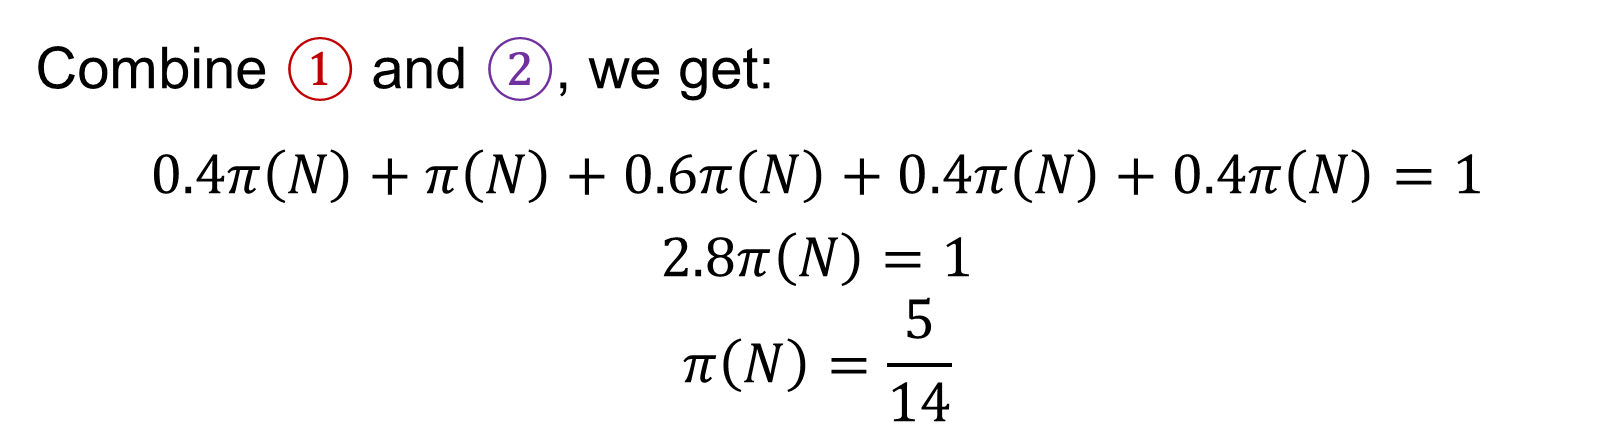 Combine ① and ②, we get:
0.4π(N) + π(N) + 0.6π(N) + 0.4π(N) + 0.4π(N) = 1
2.8π(N) = 1
π(N) = 5/14